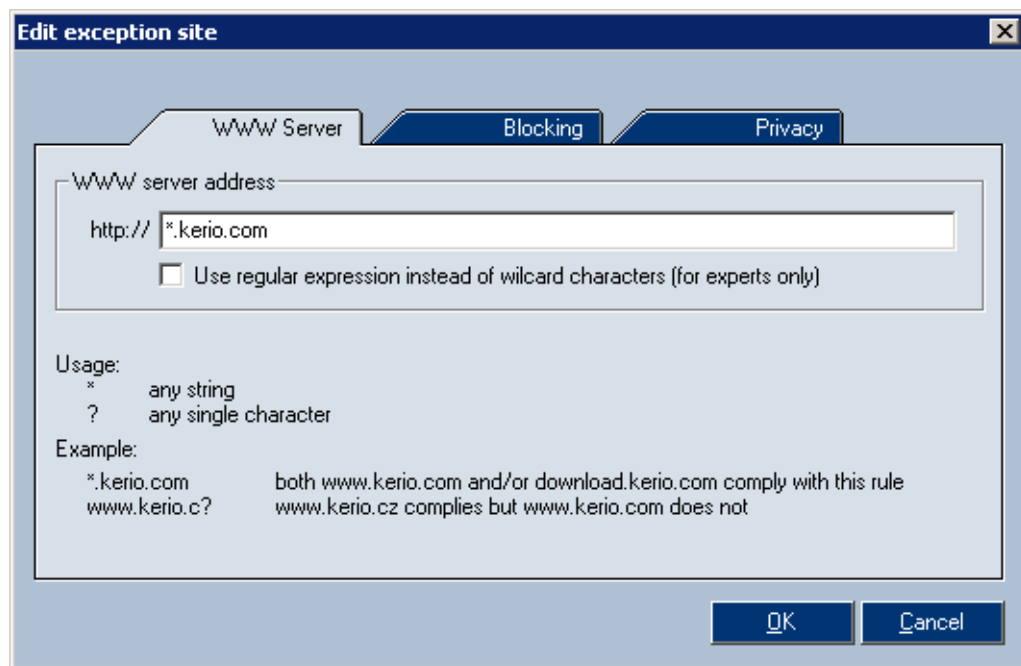 Edit exception site
WWW Server Blocking Privacy
WWW server address
http:// *.kerio.com
Use regular expression instead of wilcard characters (for experts only)
Usage:
* any string
? any single character
Example:
*.kerio.com both www.kerio.com and/or download.kerio.com comply with this rule
www.kerio.c? www.kerio.cz complies but www.kerio.com does not
OK Cancel